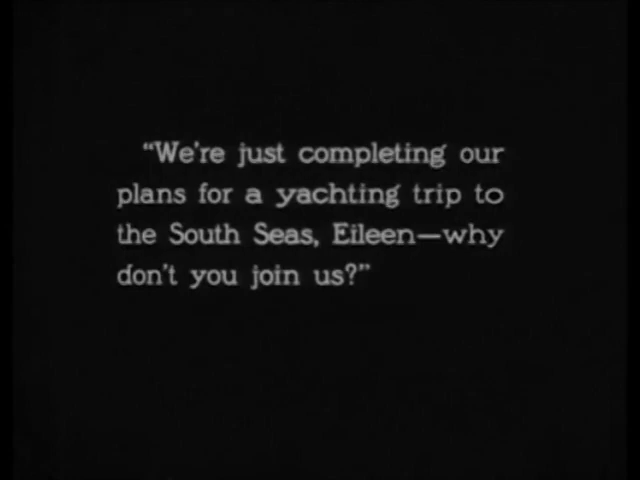 "We're just completing our
plans for a yachting trip to
the South Seas, Eileen—why
don't you join us?"